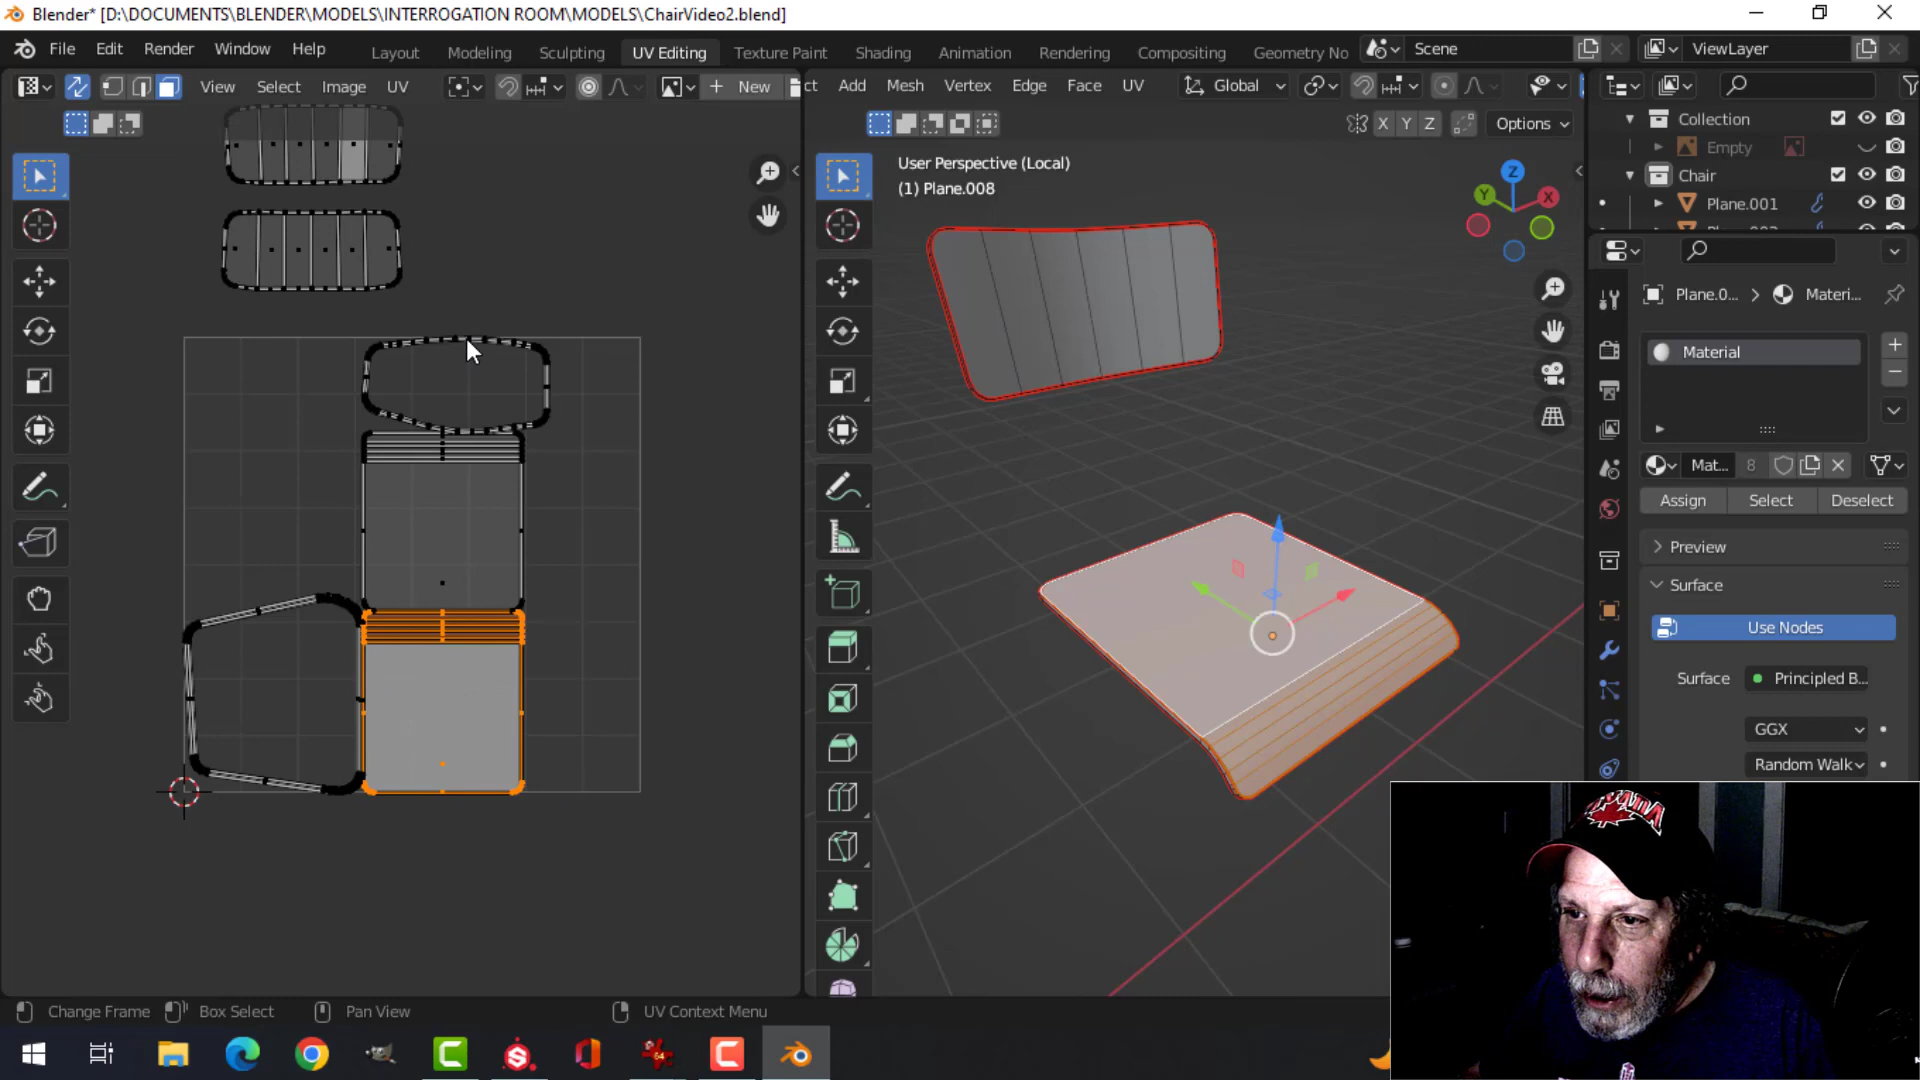 Blender* [D:\DOCUMENTS\BLENDER\MODELS\INTERROGATION ROOM\MODELS\ChairVideo2.blend]
File Edit Render Window Help Layout Modeling Sculpting UV Editing Texture Paint Shading Animation Rendering Compositing Geometry No Scene ViewLayer
View Select Image UV New ct Add Mesh Vertex Edge Face UV Global
X Y Z Options
User Perspective (Local)
(1) Plane.008
Z
Y X
Collection
Empty
Chair
Plane.001
Plane.0... Materi...
Material
Mat... 8
Assign Select Deselect
Preview
Surface
Use Nodes
Surface Principled B...
GGX
Random Walk
Change Frame Box Select Pan View UV Context Menu